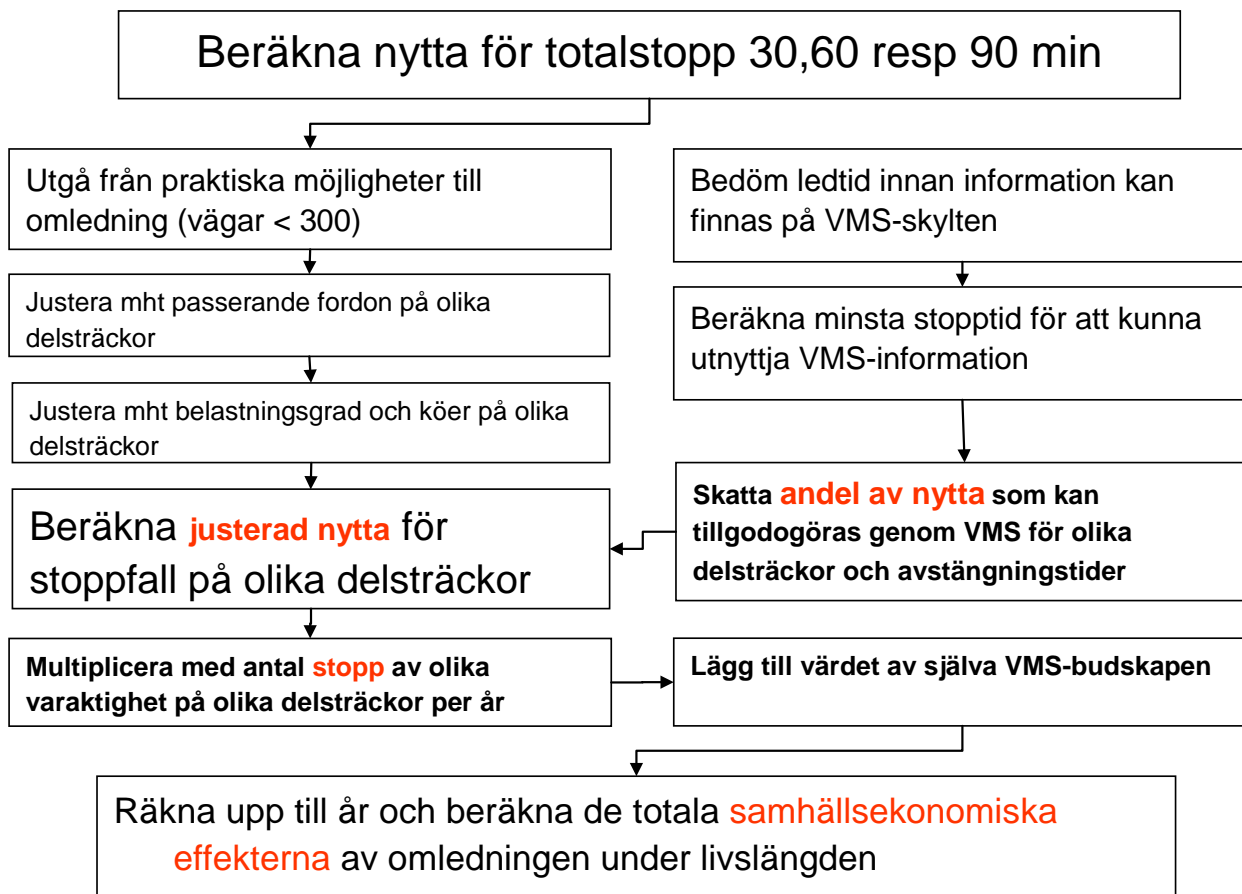 Beräkna nytta för totalstopp 30,60 resp 90 min
Utgå från praktiska möjligheter till
omledning (vägar < 300)
Justera mht passerande fordon på olika
delsträckor
Justera mht belastningsgrad och köer på olika
delsträckor
Beräkna justerad nytta för
stoppfall på olika delsträckor
Multiplicera med antal stopp av olika
varaktighet på olika delsträckor per år
Bedöm ledtid innan information kan
finnas på VMS-skylten
Beräkna minsta stopptid för att kunna
utnyttja VMS-information
Skatta andel av nytta som kan
tillgodogöras genom VMS för olika
delsträckor och avstängningstider
Lägg till värdet av själva VMS-budskapen
Räkna upp till år och beräkna de totala samhällsekonomiska
effekterna av omledningen under livslängden